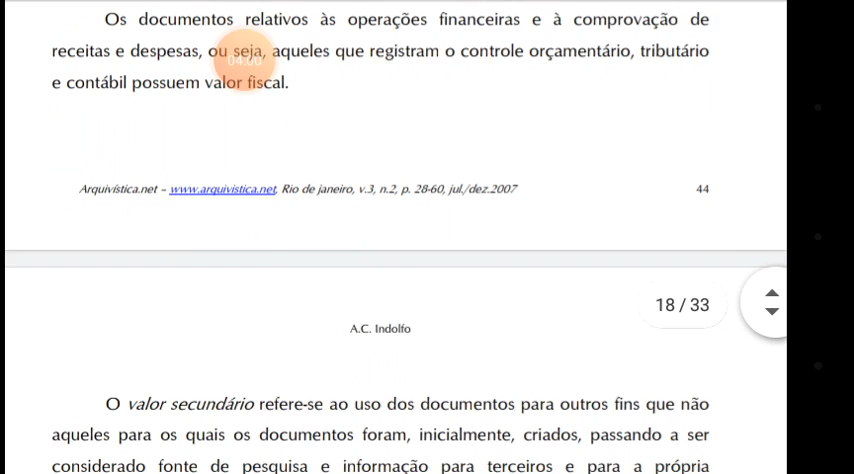 Os documentos relativos às operações financeiras e à comprovação de
receitas e despesas, ou seja, aqueles que registram o controle orçamentário, tributário
04:00
e contábil possuem valor fiscal.
Arquivística.net – www.arquivistica.net, Rio de janeiro, v.3, n.2, p. 28-60, jul./dez.2007 44
18 / 33
A.C. Indolfo
O valor secundário refere-se ao uso dos documentos para outros fins que não
aqueles para os quais os documentos foram, inicialmente, criados, passando a ser
considerado fonte de pesquisa e informação para terceiros e para a própria